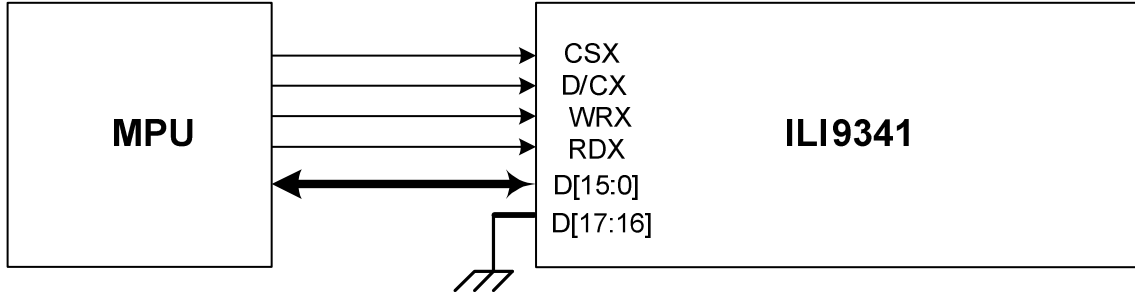 MPU
CSX
D/CX
WRX
RDX
D[15:0]
D[17:16]
ILI9341